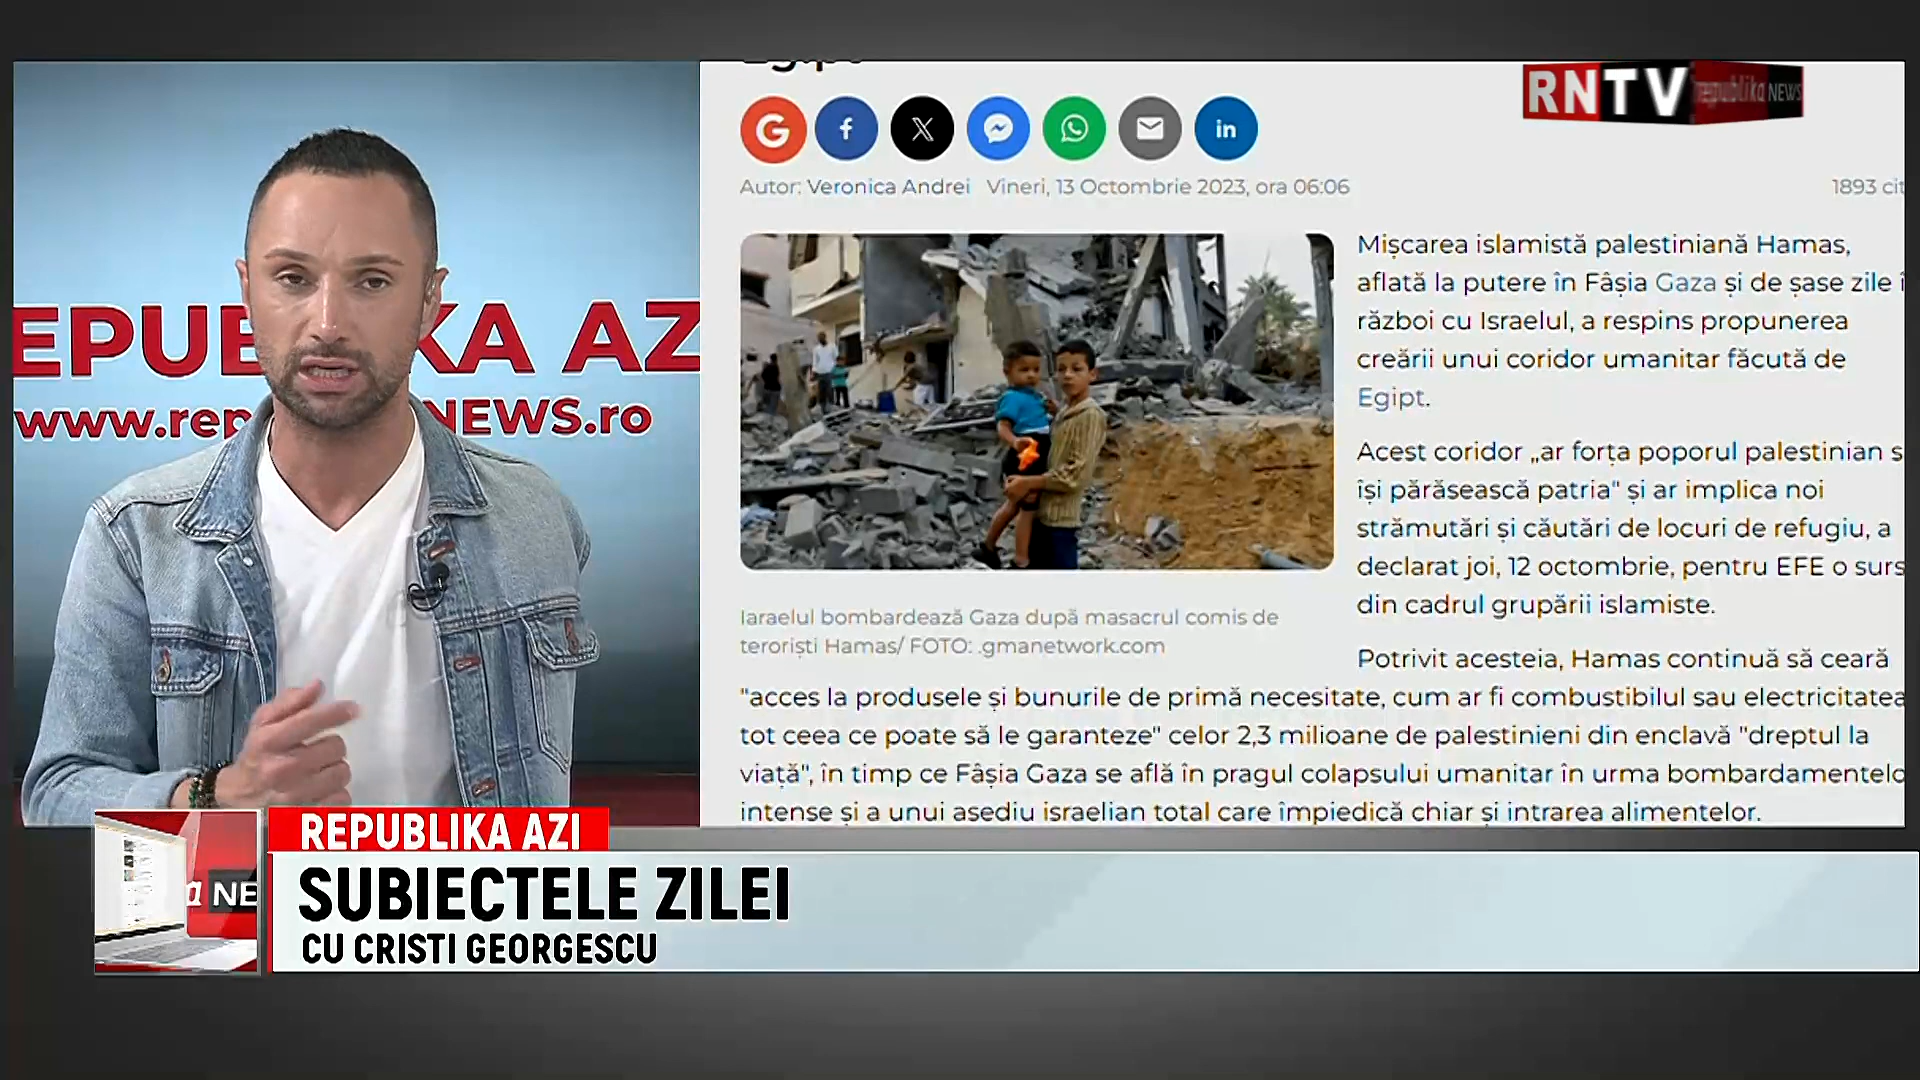 Egipt
RNTV republika NEWS
Autor: Veronica Andrei Vineri, 13 Octombrie 2023, ora 06:06
1893 cit
Mișcarea islamistă palestiniană Hamas,
aflată la putere în Fâșia Gaza și de șase zile î
război cu Israelul, a respins propunerea
creării unui coridor umanitar făcută de
Egipt.
Acest coridor „ar forța poporul palestinian s
își părăsească patria" și ar implica noi
strămutări și căutări de locuri de refugiu, a
declarat joi, 12 octombrie, pentru EFE o surs
din cadrul grupării islamiste.
Iaraelul bombardează Gaza după masacrul comis de
teroriști Hamas/ FOTO: .gmanetwork.com
Potrivit acesteia, Hamas continuă să ceară
"acces la produsele și bunurile de primă necesitate, cum ar fi combustibilul sau electricitatea
tot ceea ce poate să le garanteze" celor 2,3 milioane de palestinieni din enclavă "dreptul la
viață", în timp ce Fâșia Gaza se află în pragul colapsului umanitar în urma bombardamentelo
intense și a unui asediu israelian total care împiedică chiar și intrarea alimentelor.
EPUB KA AZ
www.rep NEWS.ro
a NE
REPUBLIKA AZI
SUBIECTELE ZILEI
CU CRISTI GEORGESCU